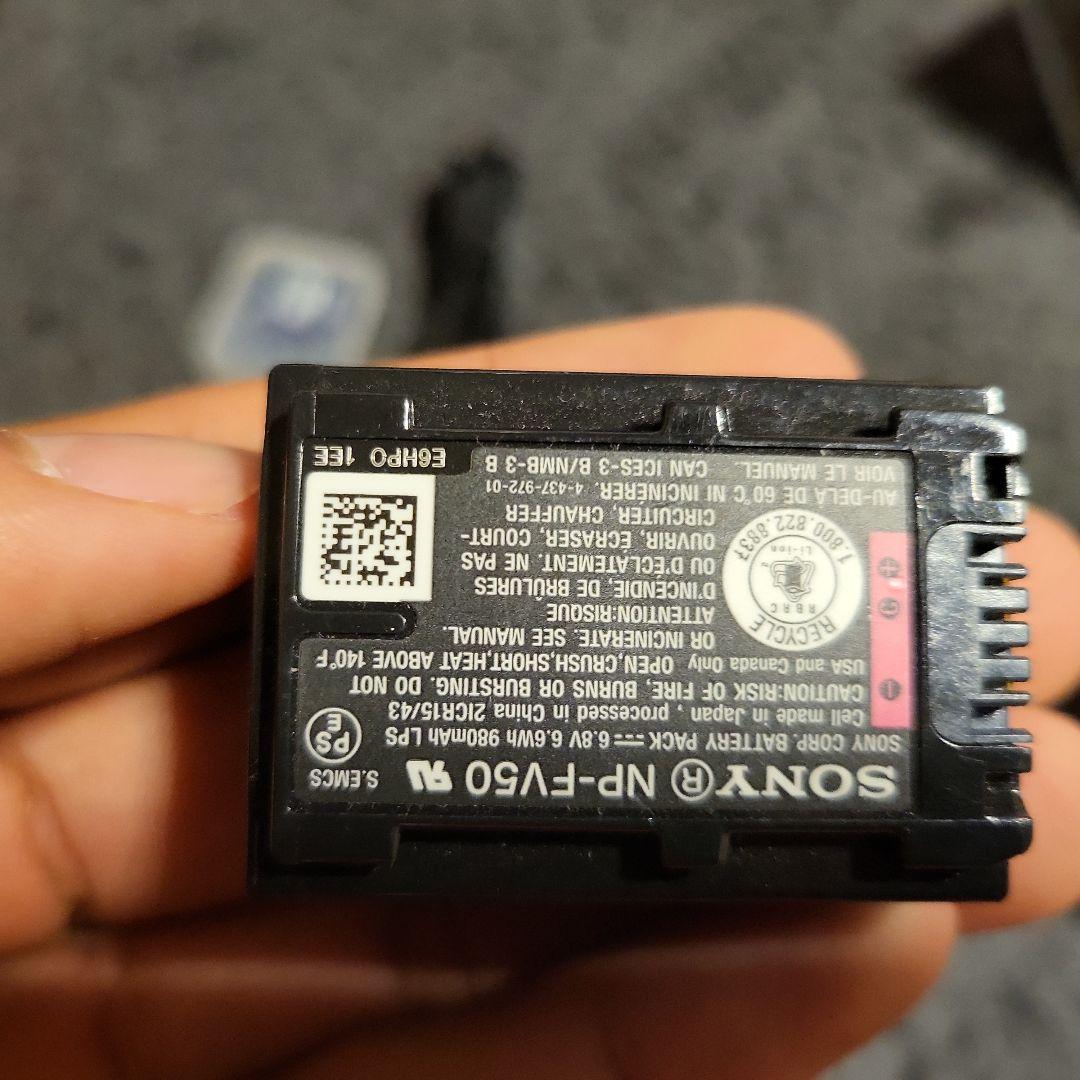 SONY® NP-FV50
S.EMCS
SONY CORP. BATTERY PACK ⎓ 6.8V 6.6Wh 980mAh LPS
PS
E
Cell made in Japan , processed in China 2ICR15/43
CAUTION:RISK OF FIRE, BURNS OR BURSTING. DO NOT
USA and Canada Only OPEN,CRUSH,SHORT,HEAT ABOVE 140°F
OR INCINERATE. SEE MANUAL.
ATTENTION:RISQUE
D'INCENDIE, DE BRÛLURES
OU D'ÉCLATEMENT. NE PAS
OUVRIR, ÉCRASER, COURT-
CIRCUITER, CHAUFFER
AU-DELÀ DE 60°C NI INCINÉRER. 4-437-972-01
VOIR LE MANUEL. CAN ICES-3 B/NMB-3 B
RECYCLE
RBRC
Li-ion
1.800.822.8837
E6HPO 1EE